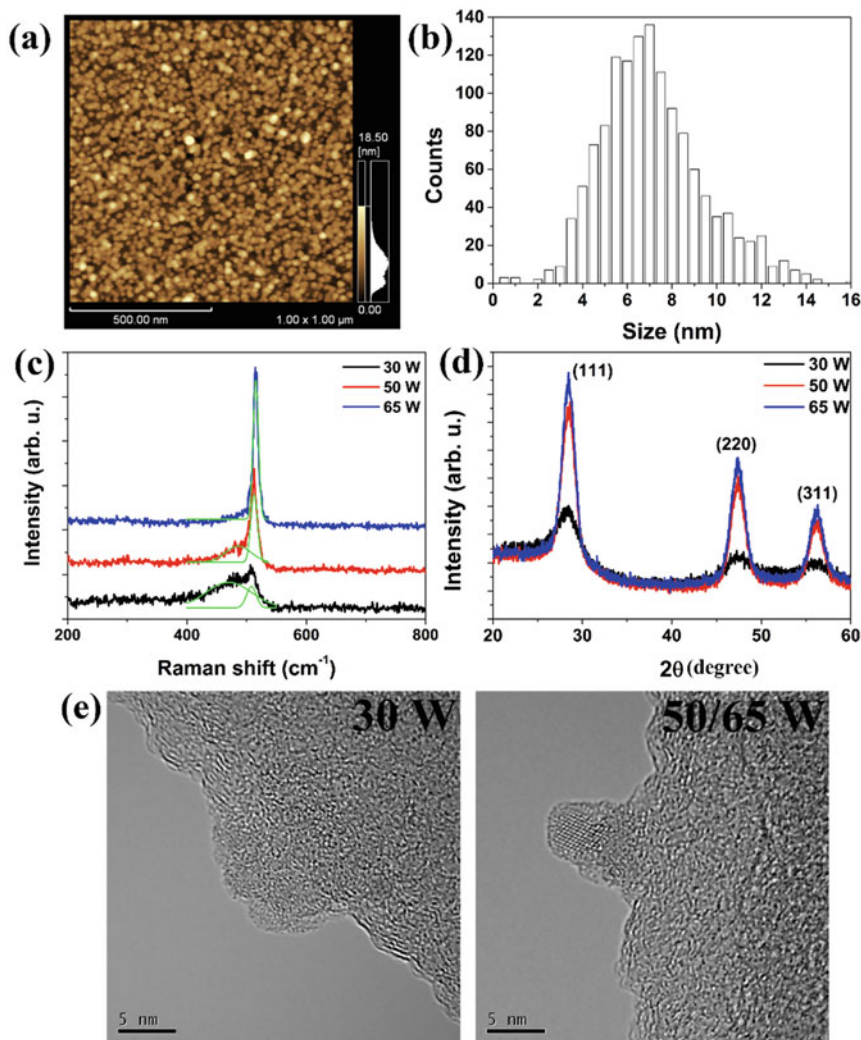 (a)
18.50
[nm]
0.00
500.00 nm
1.00 x 1.00 µm
(b)
Counts
140
120
100
80
60
40
20
0
0 2 4 6 8 10 12 14 16
Size (nm)
(c)
Intensity (arb. u.)
30 W
50 W
65 W
200 400 600 800
Raman shift (cm⁻¹)
(d)
Intensity (arb. u.)
30 W
50 W
65 W
(111)
(220)
(311)
20 30 40 50 60
2θ (degree)
(e)
30 W
5 nm
50/65 W
5 nm